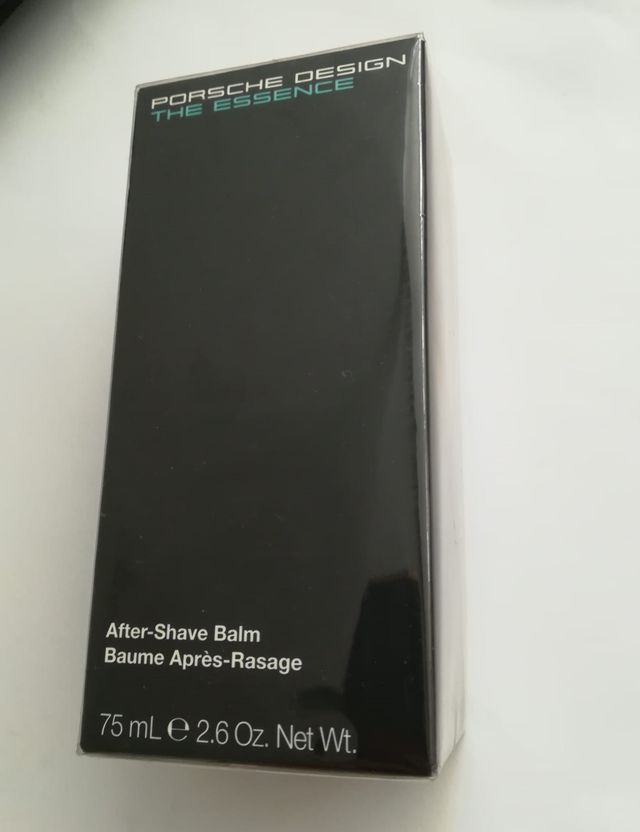 PORSCHE DESIGN
THE ESSENCE
After-Shave Balm
Baume Après-Rasage
75 mL ℮ 2.6 Oz. Net Wt.